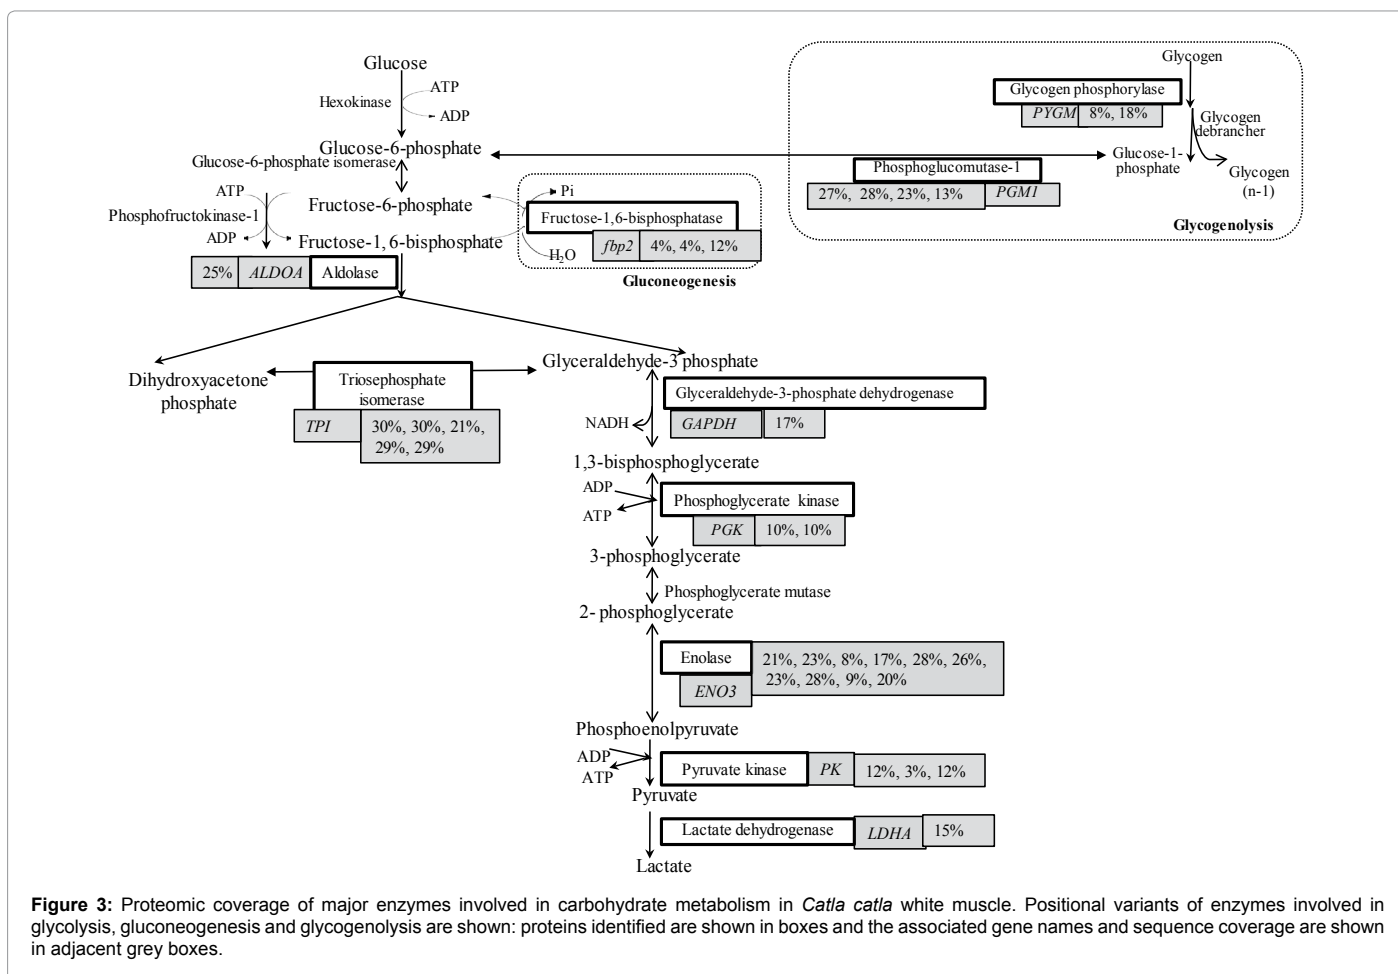 Glucose
ATP
Hexokinase
ADP
Glucose-6-phosphate
Glucose-6-phosphate isomerase
ATP
Phosphofructokinase-1
ADP
Fructose-6-phosphate
Fructose-1, 6-bisphosphate
25%
ALDOA
Aldolase
Pi
Fructose-1,6-bisphosphatase
fbp2
4%, 4%, 12%
H2O
Gluconeogenesis
Glycogen
Glycogen phosphorylase
PYGM
8%, 18%
Glycogen
debrancher
Glucose-1-
phosphate
Glycogen
(n-1)
Phosphoglucomutase-1
27%, 28%, 23%, 13%
PGM1
Glycogenolysis
Dihydroxyacetone
phosphate
Triosephosphate
isomerase
TPI
30%, 30%, 21%,
29%, 29%
Glyceraldehyde-3 phosphate
Glyceraldehyde-3-phosphate dehydrogenase
NADH
GAPDH
17%
1,3-bisphosphoglycerate
ADP
ATP
Phosphoglycerate kinase
PGK
10%, 10%
3-phosphoglycerate
Phosphoglycerate mutase
2- phosphoglycerate
Enolase
21%, 23%, 8%, 17%, 28%, 26%,
23%, 28%, 9%, 20%
ENO3
Phosphoenolpyruvate
ADP
ATP
Pyruvate kinase
PK
12%, 3%, 12%
Pyruvate
Lactate dehydrogenase
LDHA
15%
Lactate
Figure 3: Proteomic coverage of major enzymes involved in carbohydrate metabolism in Catla catla white muscle. Positional variants of enzymes involved in
glycolysis, gluconeogenesis and glycogenolysis are shown: proteins identified are shown in boxes and the associated gene names and sequence coverage are shown
in adjacent grey boxes.